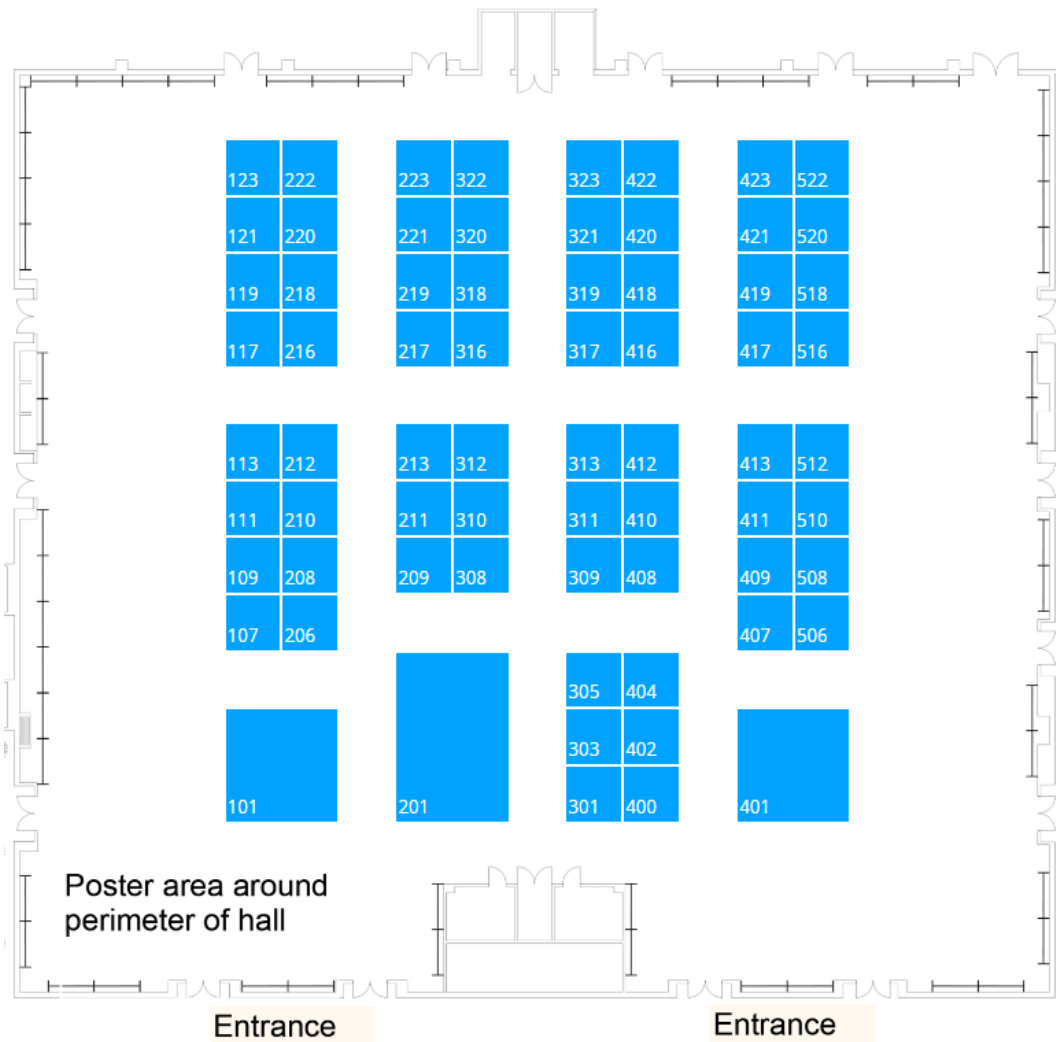 123 222 223 322 323 422 423 522
121 220 221 320 321 420 421 520
119 218 219 318 319 418 419 518
117 216 217 316 317 416 417 516
113 212 213 312 313 412 413 512
111 210 211 310 311 410 411 510
109 208 209 308 309 408 409 508
107 206 407 506
305 404
303 402
101 201 301 400 401
Poster area around
perimeter of hall
Entrance Entrance